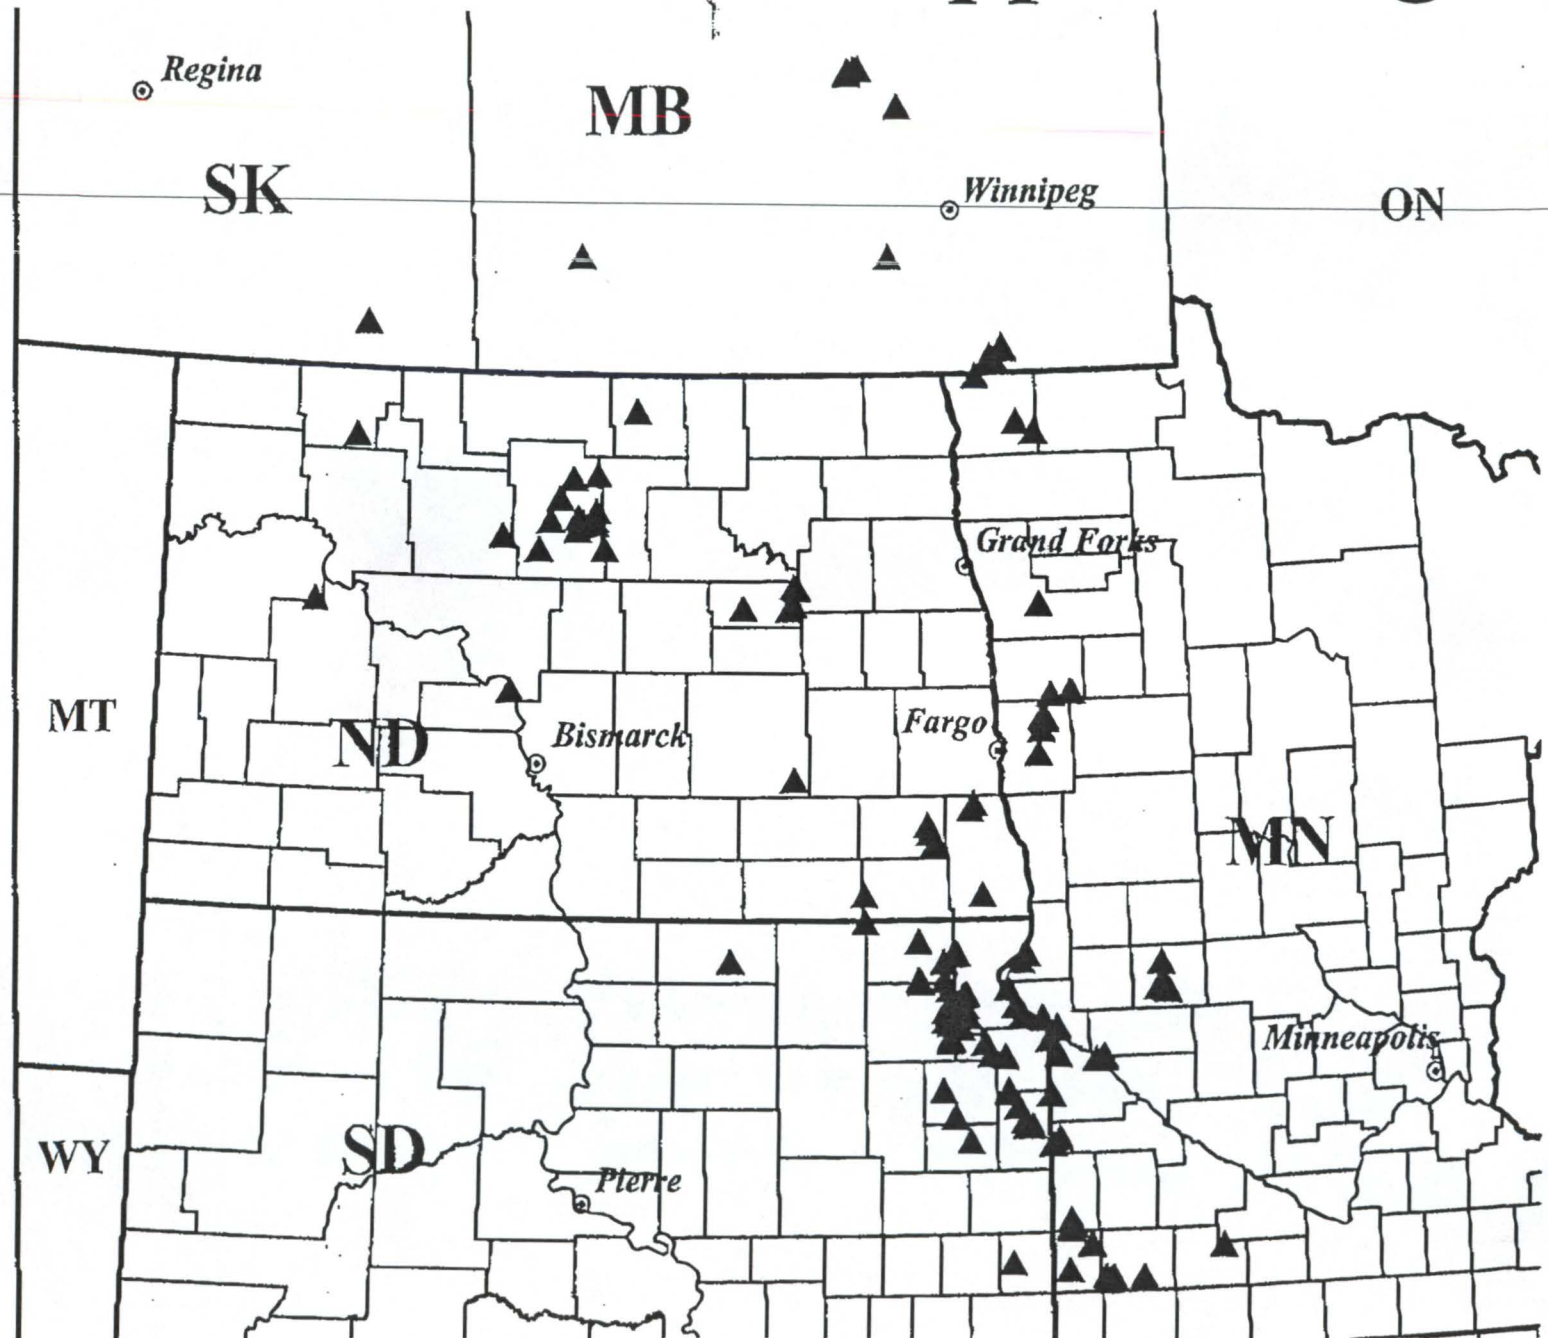 Regina
MB
SK
Winnipeg
ON
Grand Forks
MT
ND
Bismarck
Fargo
MN
Minneapolis
WY
SD
Pierre